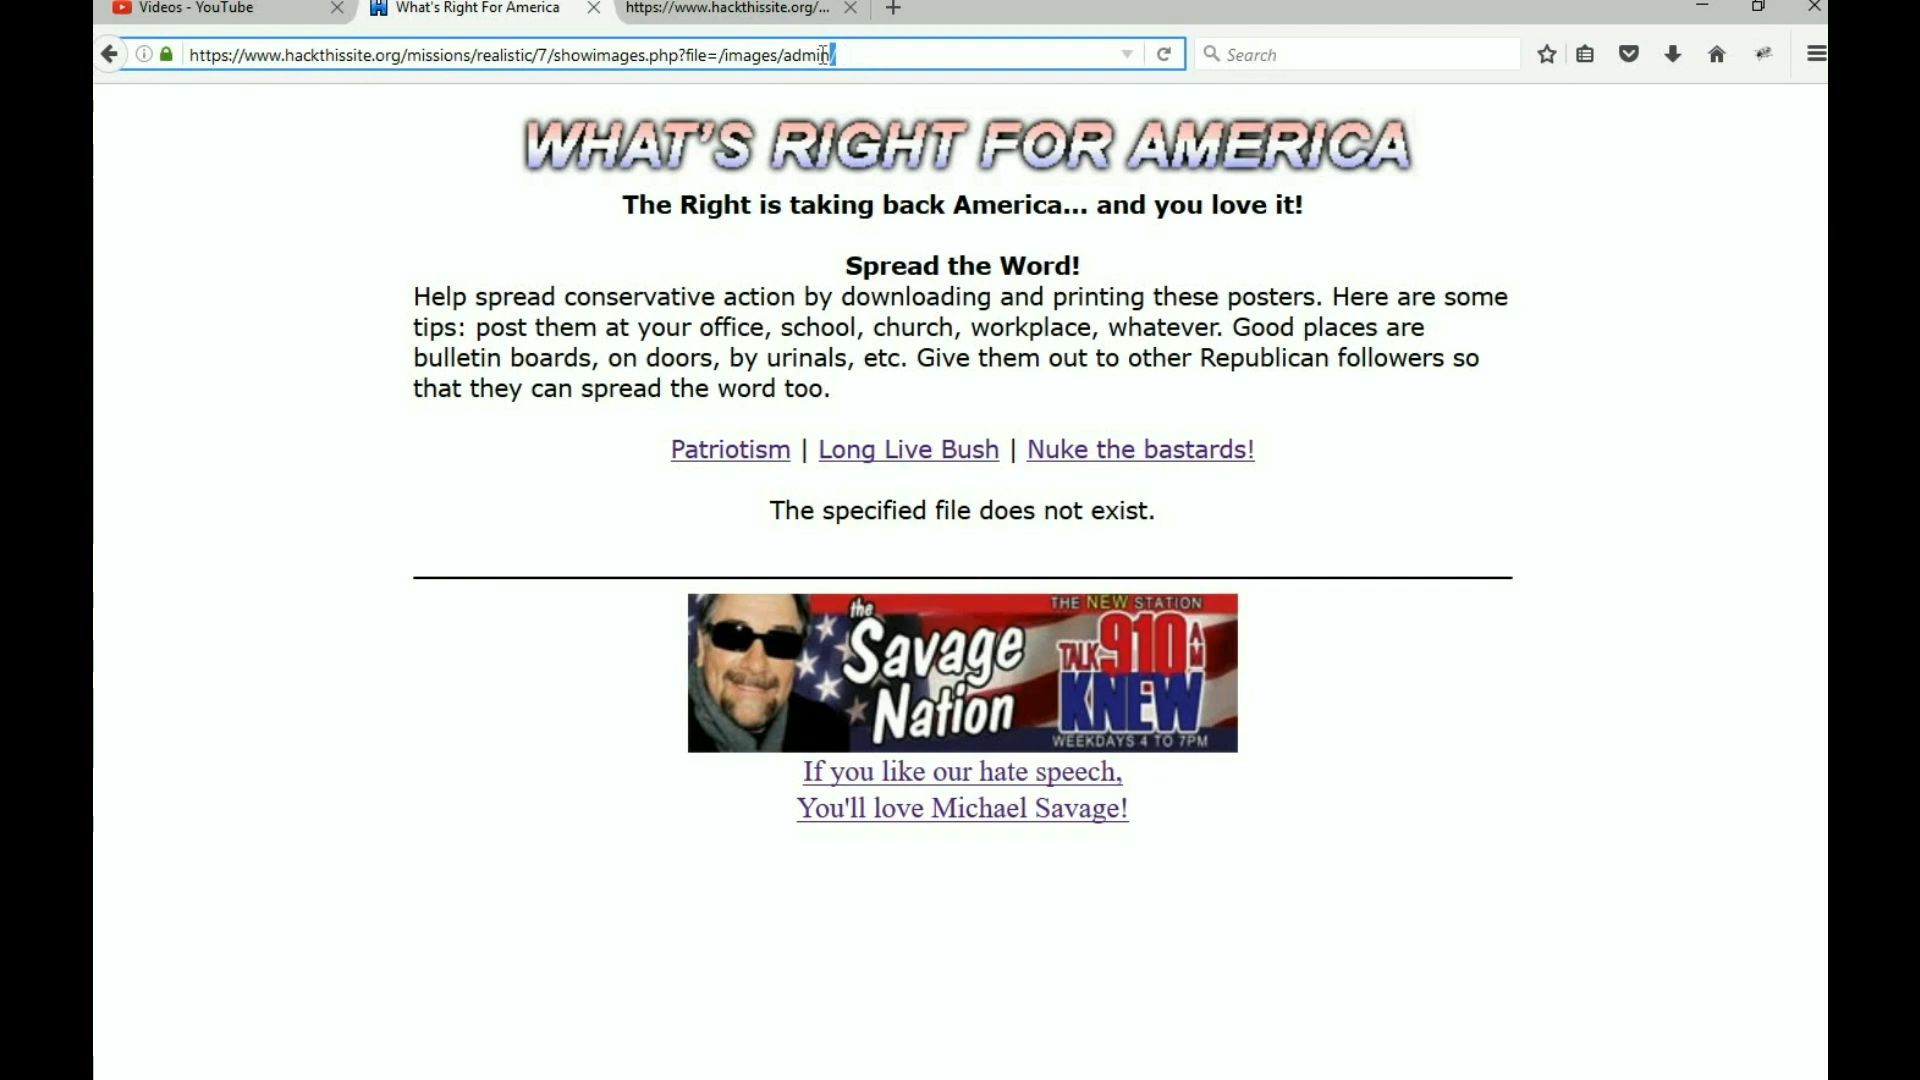 Videos - YouTube
What's Right For America
https://www.hackthissite.org/...
https://www.hackthissite.org/missions/realistic/7/showimages.php?file=/images/admin/
Search
WHAT'S RIGHT FOR AMERICA
The Right is taking back America... and you love it!
Spread the Word!
Help spread conservative action by downloading and printing these posters. Here are some
tips: post them at your office, school, church, workplace, whatever. Good places are
bulletin boards, on doors, by urinals, etc. Give them out to other Republican followers so
that they can spread the word too.
Patriotism | Long Live Bush | Nuke the bastards!
The specified file does not exist.
the
Savage
Nation
THE NEW STATION
TALK 910 AM
KNEW
WEEKDAYS 4 TO 7PM
If you like our hate speech,
You'll love Michael Savage!